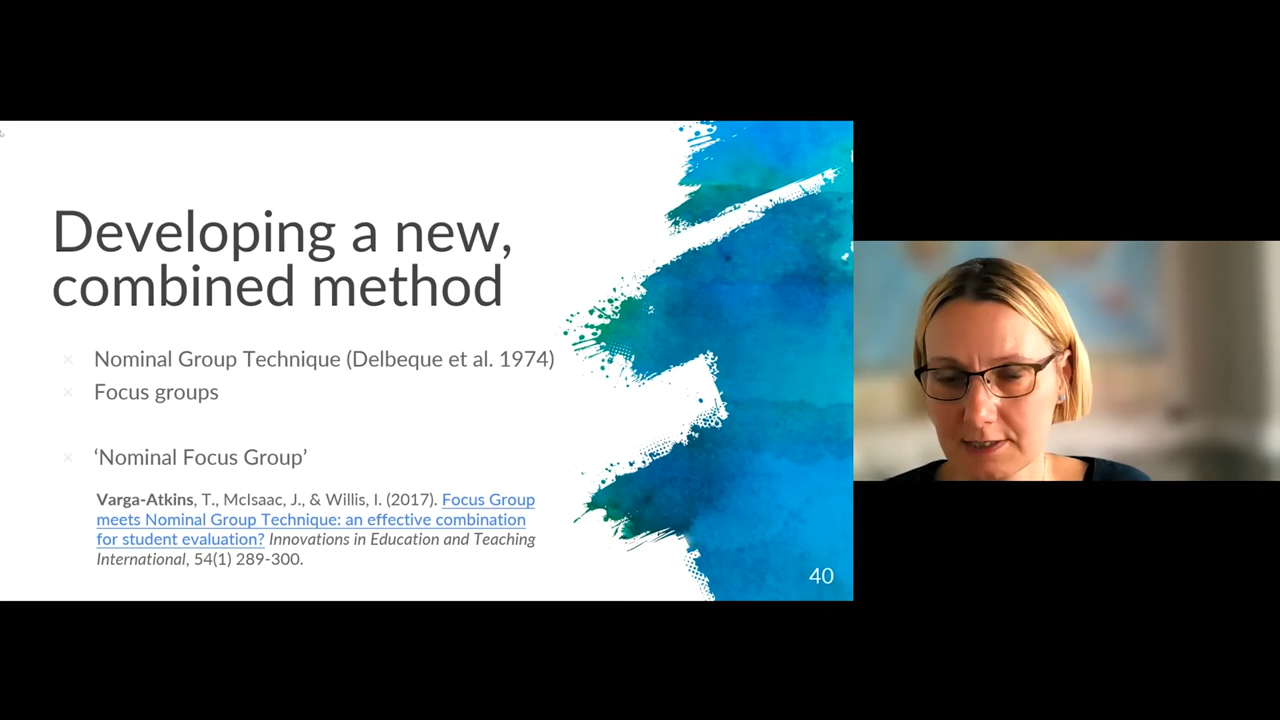 Developing a new,
combined method
Nominal Group Technique (Delbeque et al. 1974)
Focus groups
‘Nominal Focus Group’
Varga-Atkins, T., McIsaac, J., & Willis, I. (2017). Focus Group
meets Nominal Group Technique: an effective combination
for student evaluation? Innovations in Education and Teaching
International, 54(1) 289-300.
40